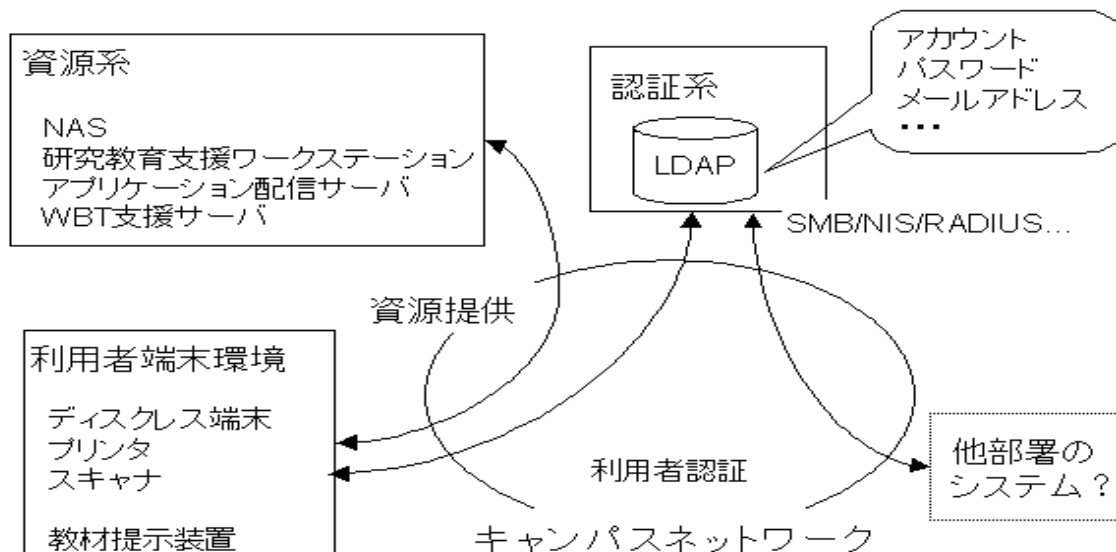 資源系
NAS
研究教育支援ワークステーション
アプリケーション配信サーバ
WBT支援サーバ
認証系
LDAP
アカウント
パスワード
メールアドレス
・・・
SMB/NIS/RADIUS...
資源提供
利用者端末環境
ディスクレス端末
プリンタ
スキャナ
教材提示装置
利用者認証
他部署の
システム？
キャンパスネットワーク